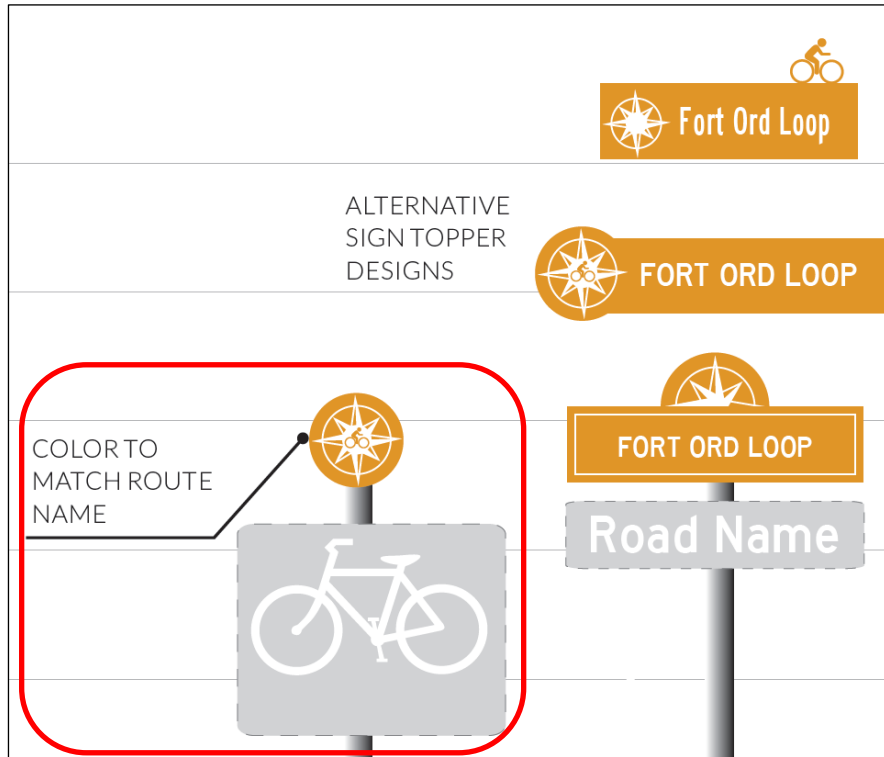 Fort Ord Loop
ALTERNATIVE
SIGN TOPPER
DESIGNS
FORT ORD LOOP
COLOR TO
MATCH ROUTE
NAME
FORT ORD LOOP
Road Name